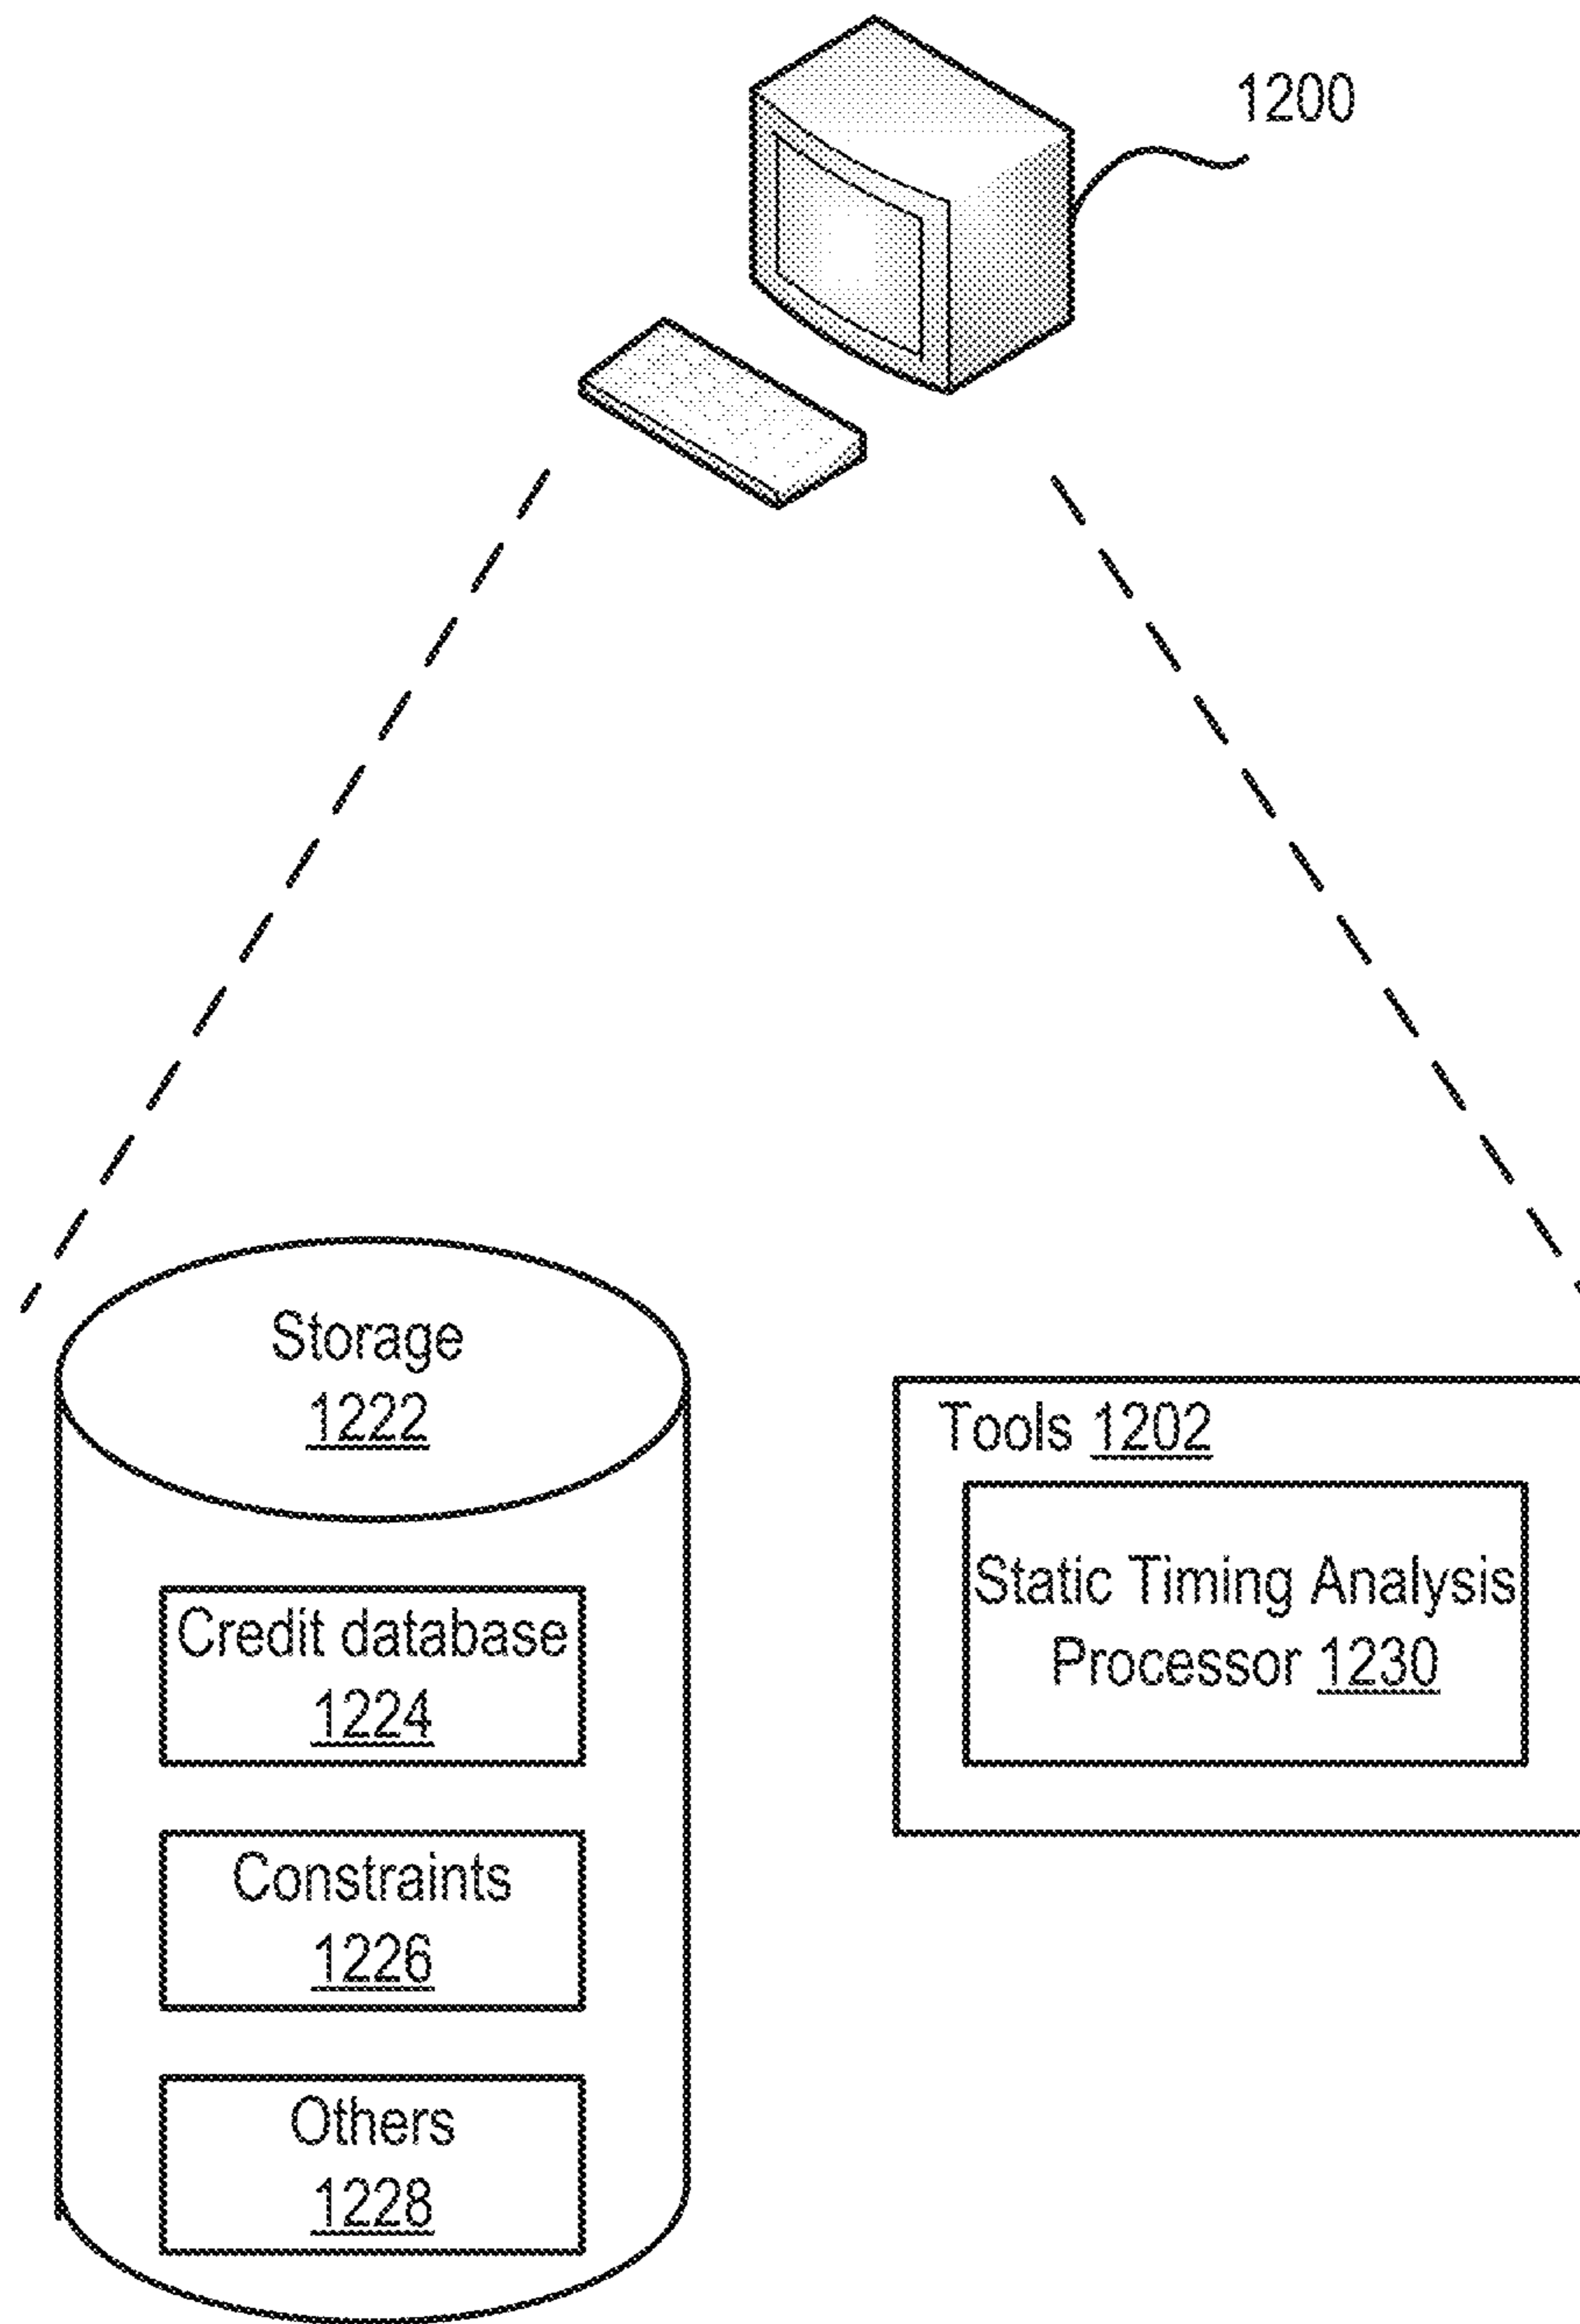 1200
Storage
1222
Tools 1202
Static Timing Analysis
Processor 1230
Credit database
1224
Constraints
1226
Others
1228